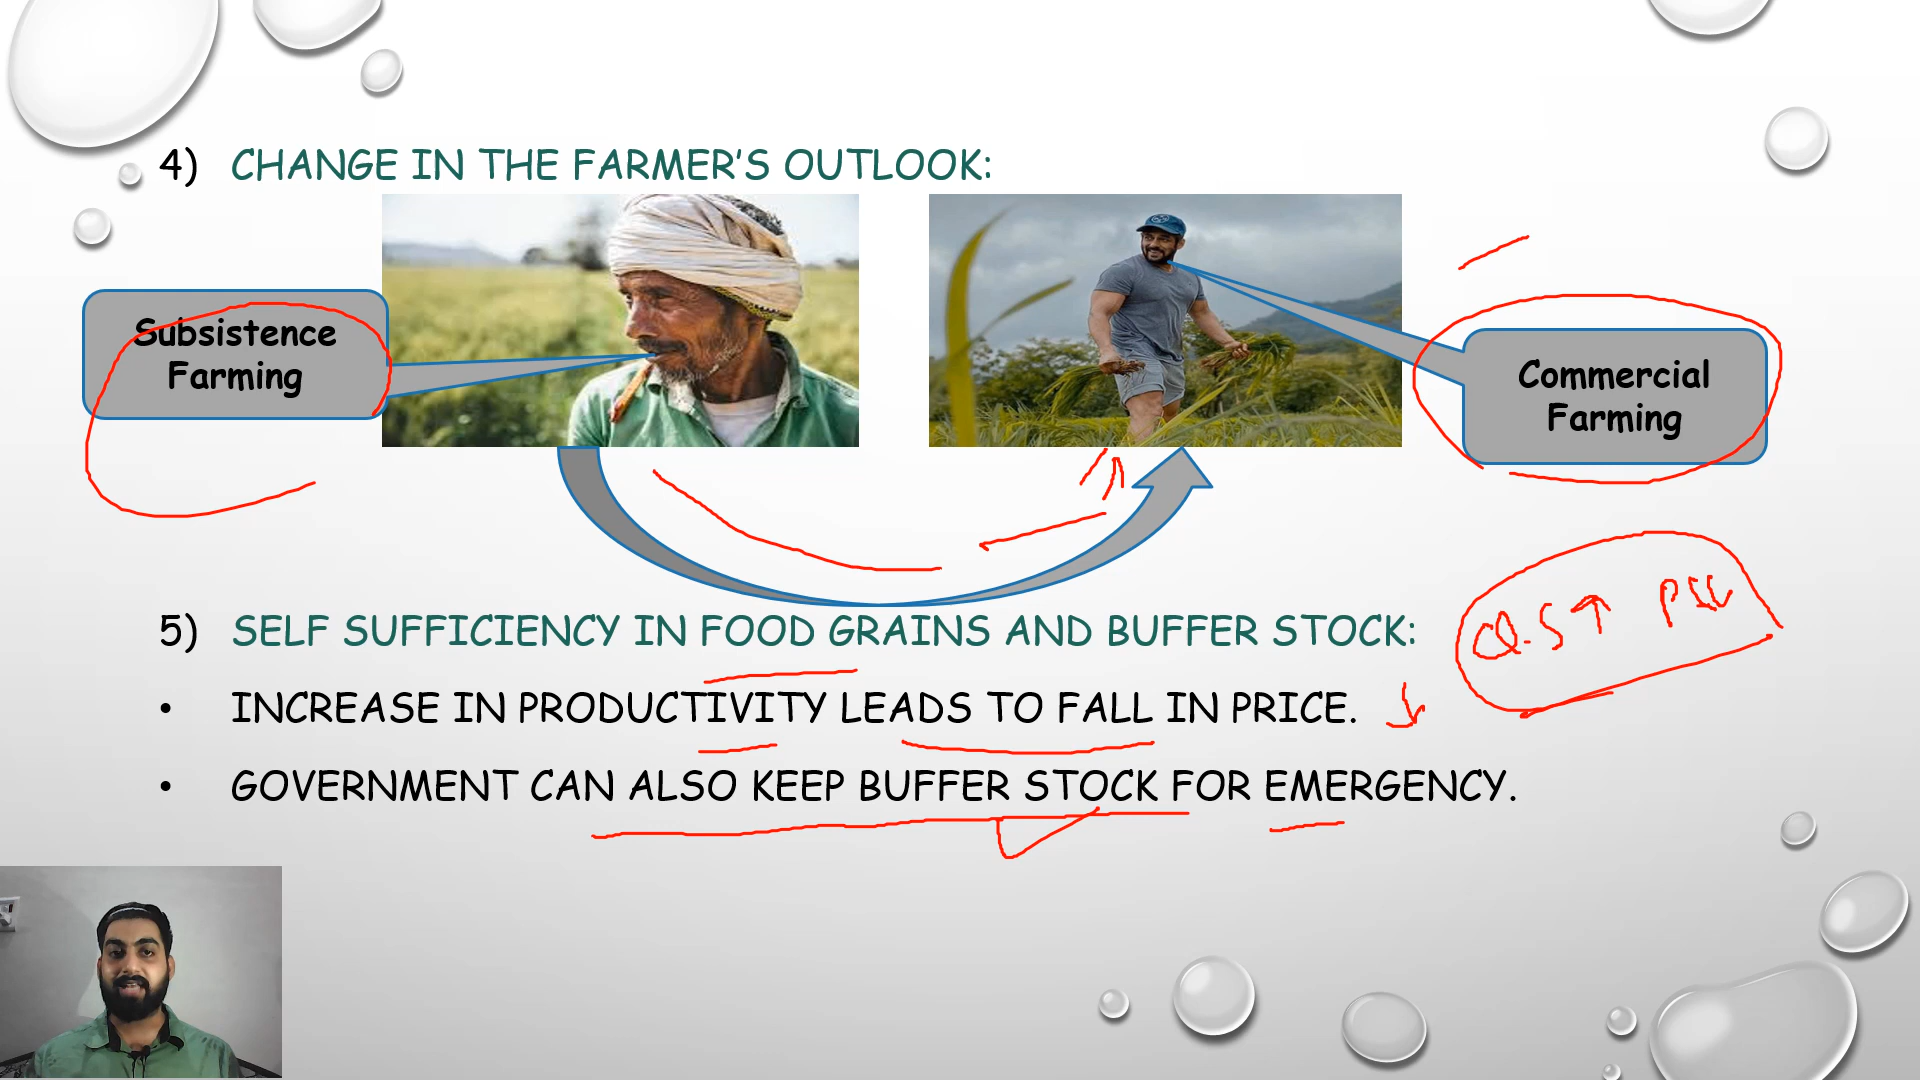 4) CHANGE IN THE FARMER'S OUTLOOK:
Subsistence
Farming
Commercial
Farming
5) SELF SUFFICIENCY IN FOOD GRAINS AND BUFFER STOCK:
• INCREASE IN PRODUCTIVITY LEADS TO FALL IN PRICE.
• GOVERNMENT CAN ALSO KEEP BUFFER STOCK FOR EMERGENCY.